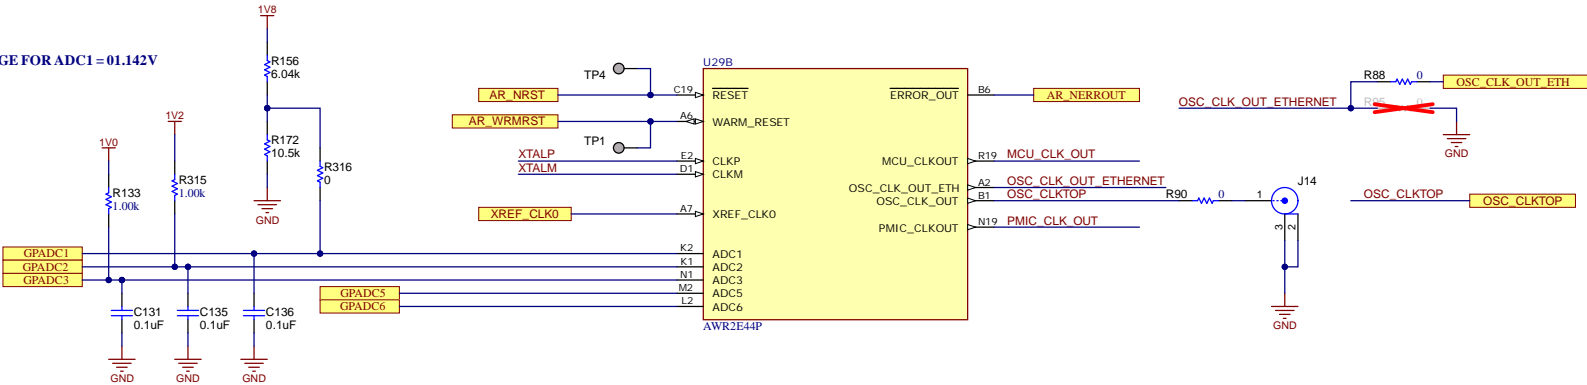 1V8
GE FOR ADC1 = 01.142V
R156
6.04k
1V2
1V0
R172
10.5k
R316
0
R133
1.00k
R315
1.00k
GND
GPADC1
GPADC2
GPADC3
C131
0.1uF
C135
0.1uF
C136
0.1uF
GND
GND
GND
GPADC5
GPADC6
TP4
AR_NRST
AR_WRMRST
TP1
XTALP
XTALM
XREF_CLK0
U29B
C19
RESET
A6
WARM_RESET
E2
CLKP
D1
CLKM
A7
XREF_CLK0
K2
ADC1
K1
ADC2
N1
ADC3
M2
ADC5
L2
ADC6
AWR2E44P
ERROR_OUT
B6
AR_NERROUT
MCU_CLKOUT
R19
MCU_CLK_OUT
OSC_CLK_OUT_ETH
A2
OSC_CLK_OUT_ETHERNET
OSC_CLK_OUT
B1
OSC_CLKTOP
PMIC_CLKOUT
N19
PMIC_CLK_OUT
R90
0
1
J14
3
2
GND
OSC_CLK_OUT_ETHERNET
R88
0
OSC_CLK_OUT_ETH
GND
OSC_CLKTOP
OSC_CLKTOP